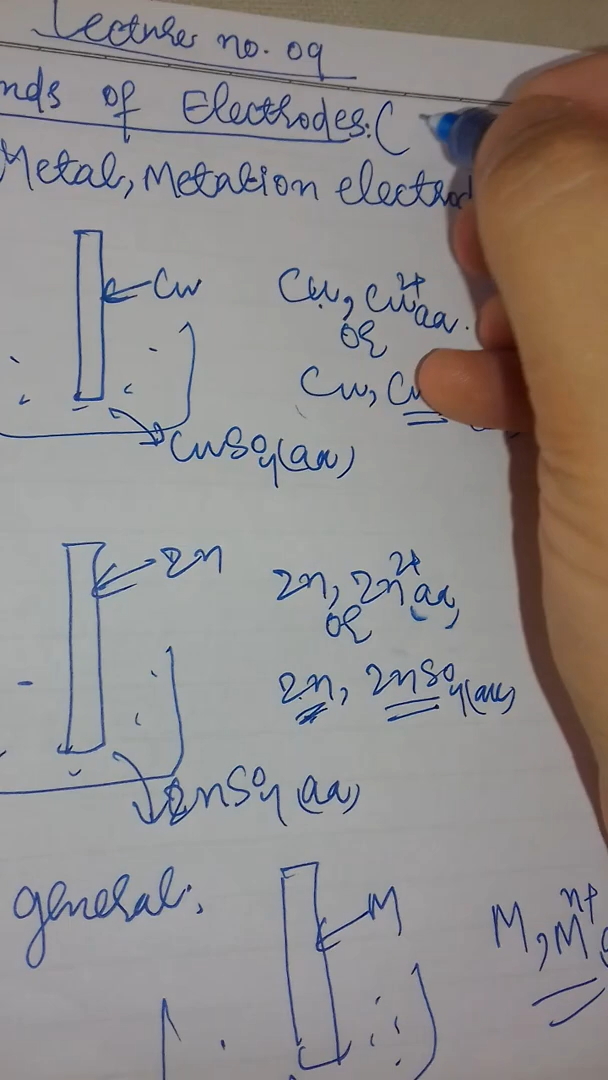 Lecture no. 09
nds of Electrodes:(
Metal, Metal ion electrod
Cu
Cu, Cu2+ aq.
OR
Cu, Cu
CuSO4(aq)
Zn
Zn, Zn2+ aq,
OR
Zn, ZnSO4(aq)
ZnSO4(aq)
general:
M
M, Mn+